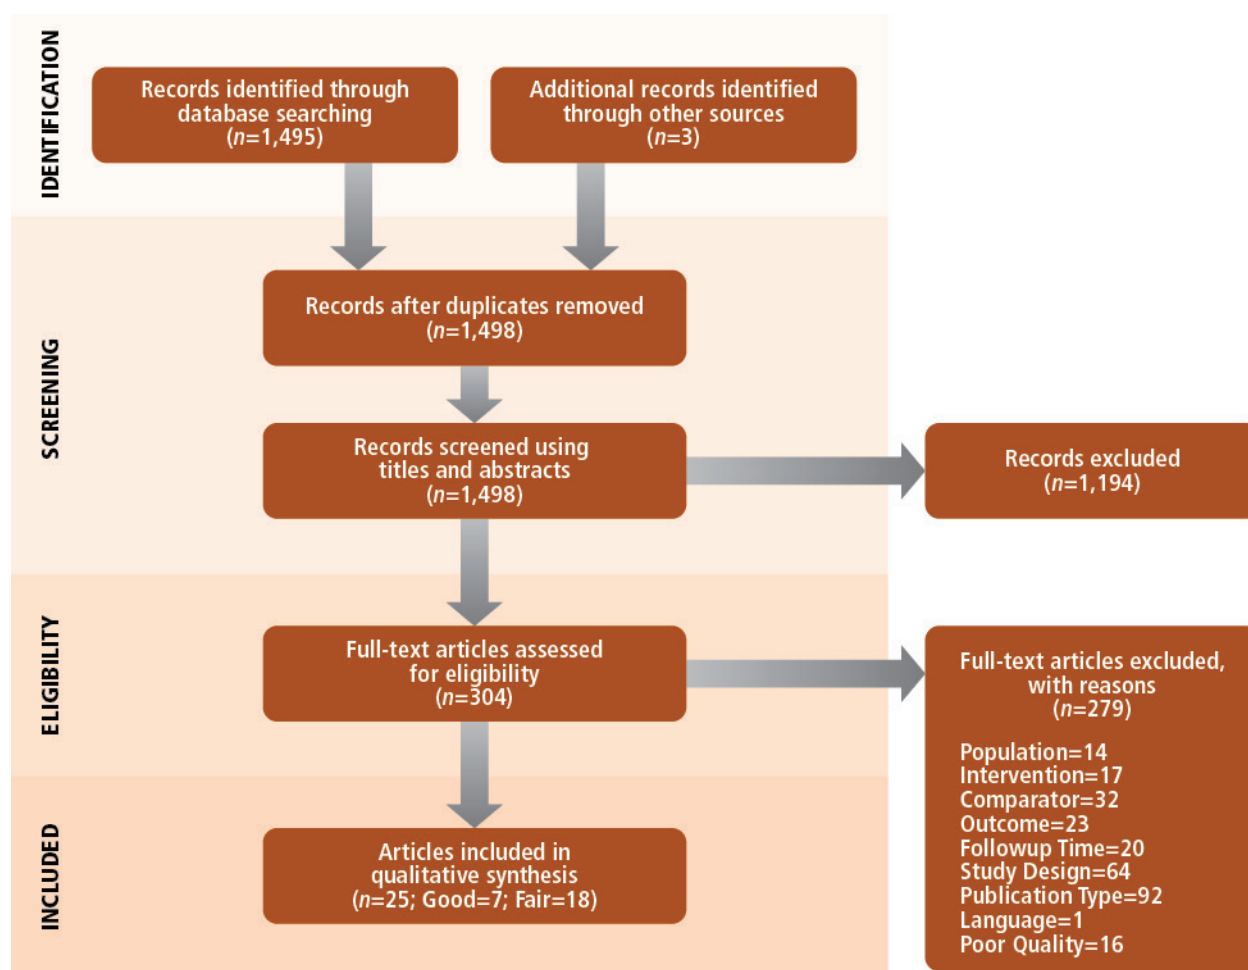 IDENTIFICATION
Records identified through
database searching
(n=1,495)
Additional records identified
through other sources
(n=3)
SCREENING
Records after duplicates removed
(n=1,498)
Records screened using
titles and abstracts
(n=1,498)
Records excluded
(n=1,194)
ELIGIBILITY
Full-text articles assessed
for eligibility
(n=304)
Full-text articles excluded,
with reasons
(n=279)
Population=14
Intervention=17
Comparator=32
Outcome=23
Followup Time=20
Study Design=64
Publication Type=92
Language=1
Poor Quality=16
INCLUDED
Articles included in
qualitative synthesis
(n=25; Good=7; Fair=18)